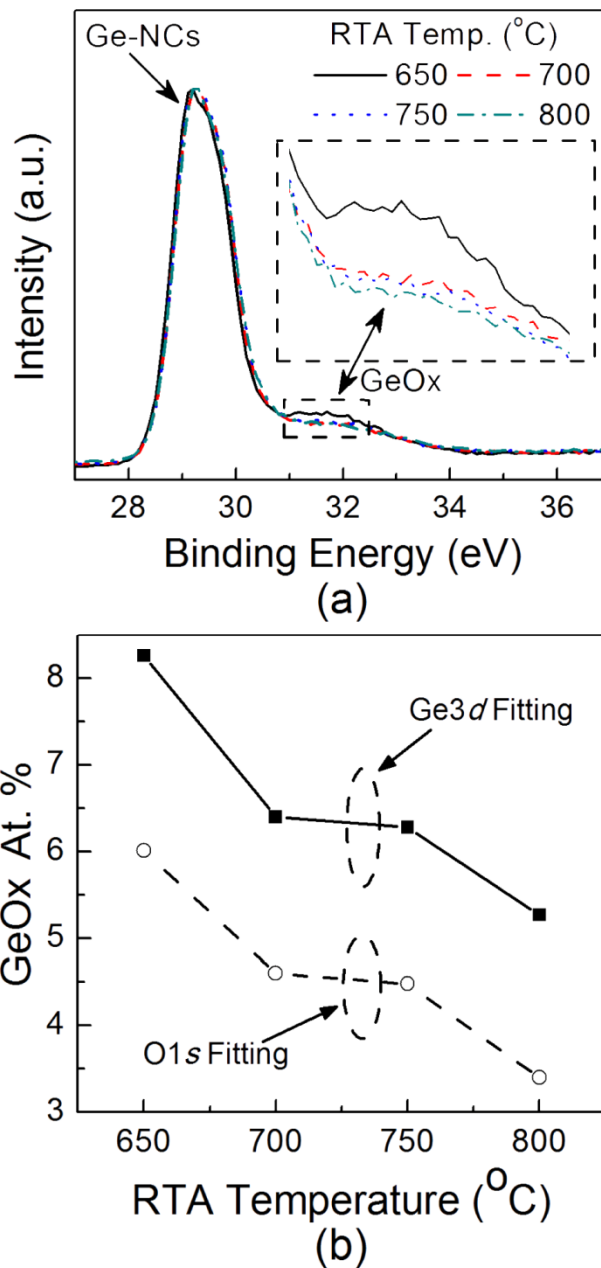 Ge-NCs
RTA Temp. (°C)
650 700
750 800
GeOx
Intensity (a.u.)
28 30 32 34 36
Binding Energy (eV)
(a)
8
7
6
5
4
3
GeOx At. %
Ge3d Fitting
O1s Fitting
650 700 750 800
RTA Temperature (°C)
(b)